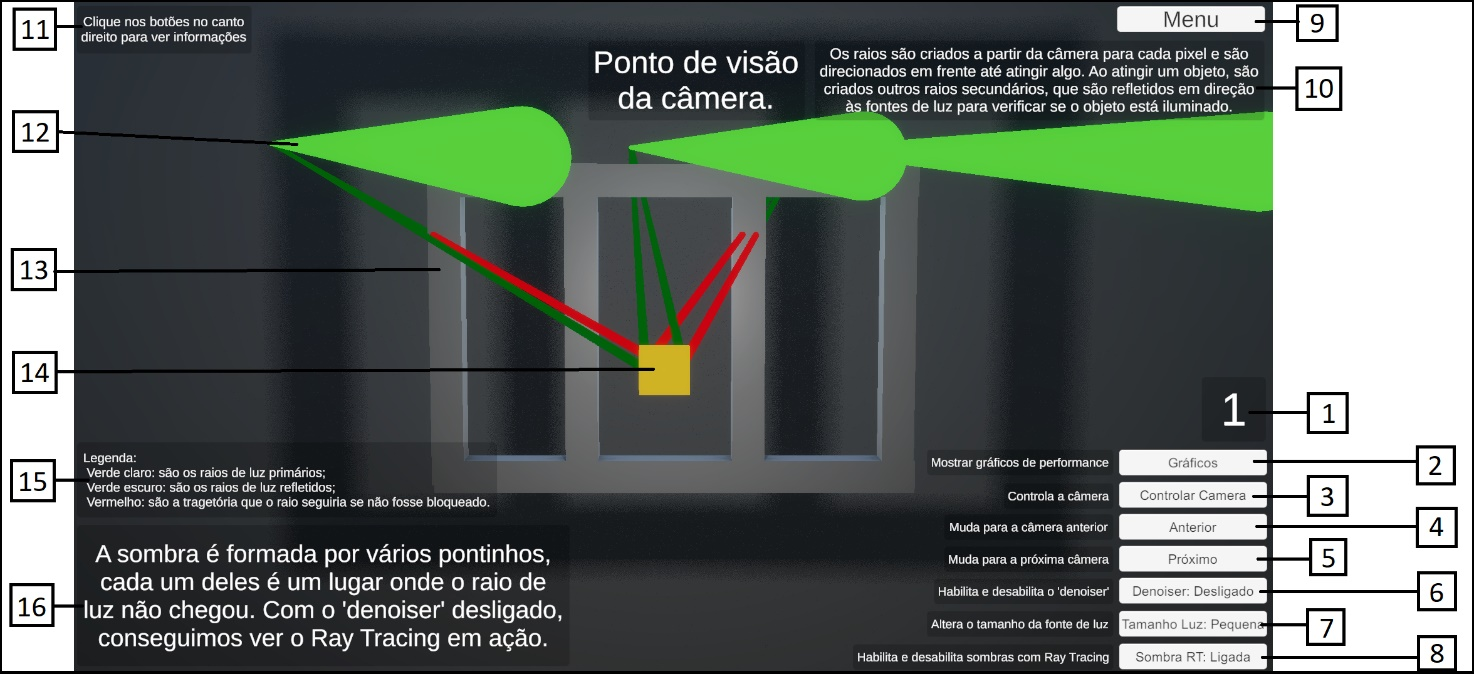 11
Clique nos botões no canto
direito para ver informações
Menu
9
Ponto de visão
da câmera.
Os raios são criados a partir da câmera para cada pixel e são
direcionados em frente até atingir algo. Ao atingir um objeto, são
criados outros raios secundários, que são refletidos em direção
às fontes de luz para verificar se o objeto está iluminado.
10
12
13
14
1
1
15
Legenda:
Verde claro: são os raios de luz primários;
Verde escuro: são os raios de luz refletidos;
Vermelho: são a tragetória que o raio seguiria se não fosse bloqueado.
Mostrar gráficos de performance
Gráficos
2
Controla a câmera
Controlar Camera
3
Muda para a câmera anterior
Anterior
4
Muda para a próxima câmera
Próximo
5
Habilita e desabilita o 'denoiser'
Denoiser: Desligado
6
Altera o tamanho da fonte de luz
Tamanho Luz: Pequena
7
Habilita e desabilita sombras com Ray Tracing
Sombra RT: Ligada
8
16
A sombra é formada por vários pontinhos,
cada um deles é um lugar onde o raio de
luz não chegou. Com o 'denoiser' desligado,
conseguimos ver o Ray Tracing em ação.